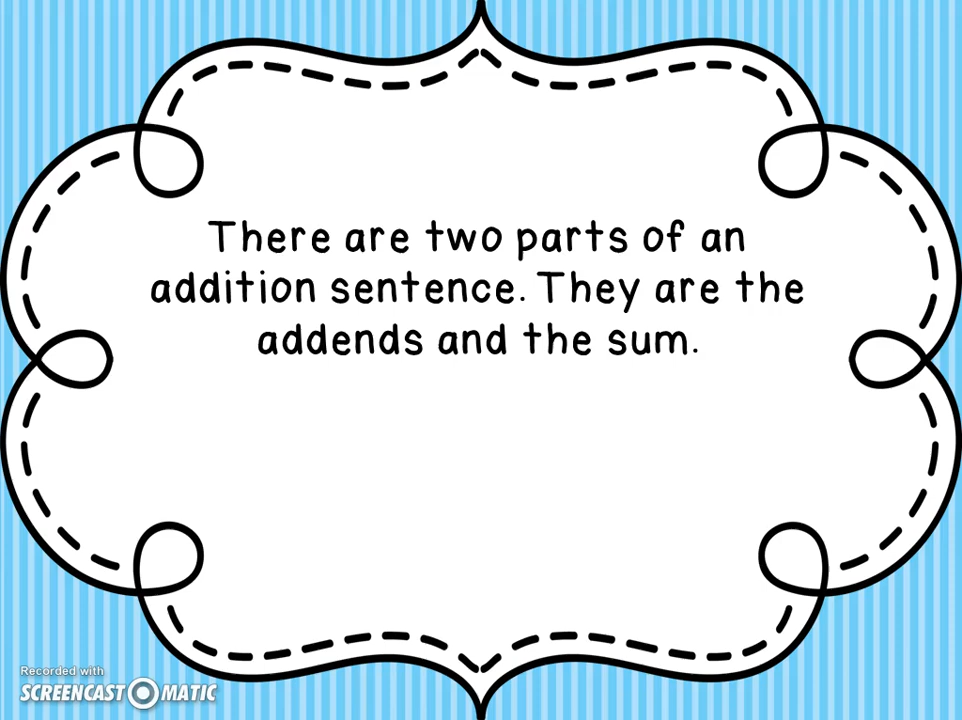 There are two parts of an
addition sentence. They are the
addends and the sum.
Recorded with
SCREENCAST MATIC